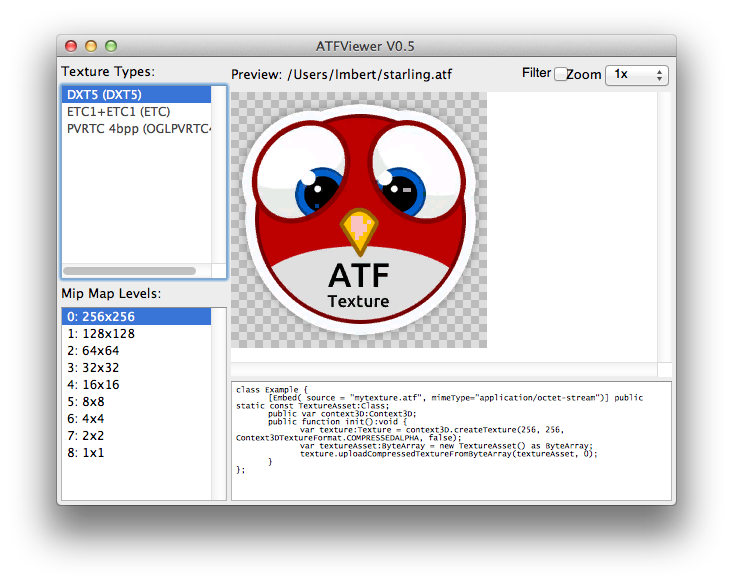 ATFViewer V0.5
Texture Types:
DXT5 (DXT5)
ETC1+ETC1 (ETC)
PVRTC 4bpp (OGLPVRTC4
Preview: /Users/lmbert/starling.atf
Filter
Zoom
1x
ATF
Texture
Mip Map Levels:
0: 256x256
1: 128x128
2: 64x64
3: 32x32
4: 16x16
5: 8x8
6: 4x4
7: 2x2
8: 1x1
class Example {
[Embed( source = "mytexture.atf", mimeType="application/octet-stream")] public
static const TextureAsset:Class;
public var context3D:Context3D;
public function init():void {
var texture:Texture = context3D.createTexture(256, 256,
Context3DTextureFormat.COMPRESSEDALPHA, false);
var textureAsset:ByteArray = new TextureAsset() as ByteArray;
texture.uploadCompressedTextureFromByteArray(textureAsset, 0);
}
};